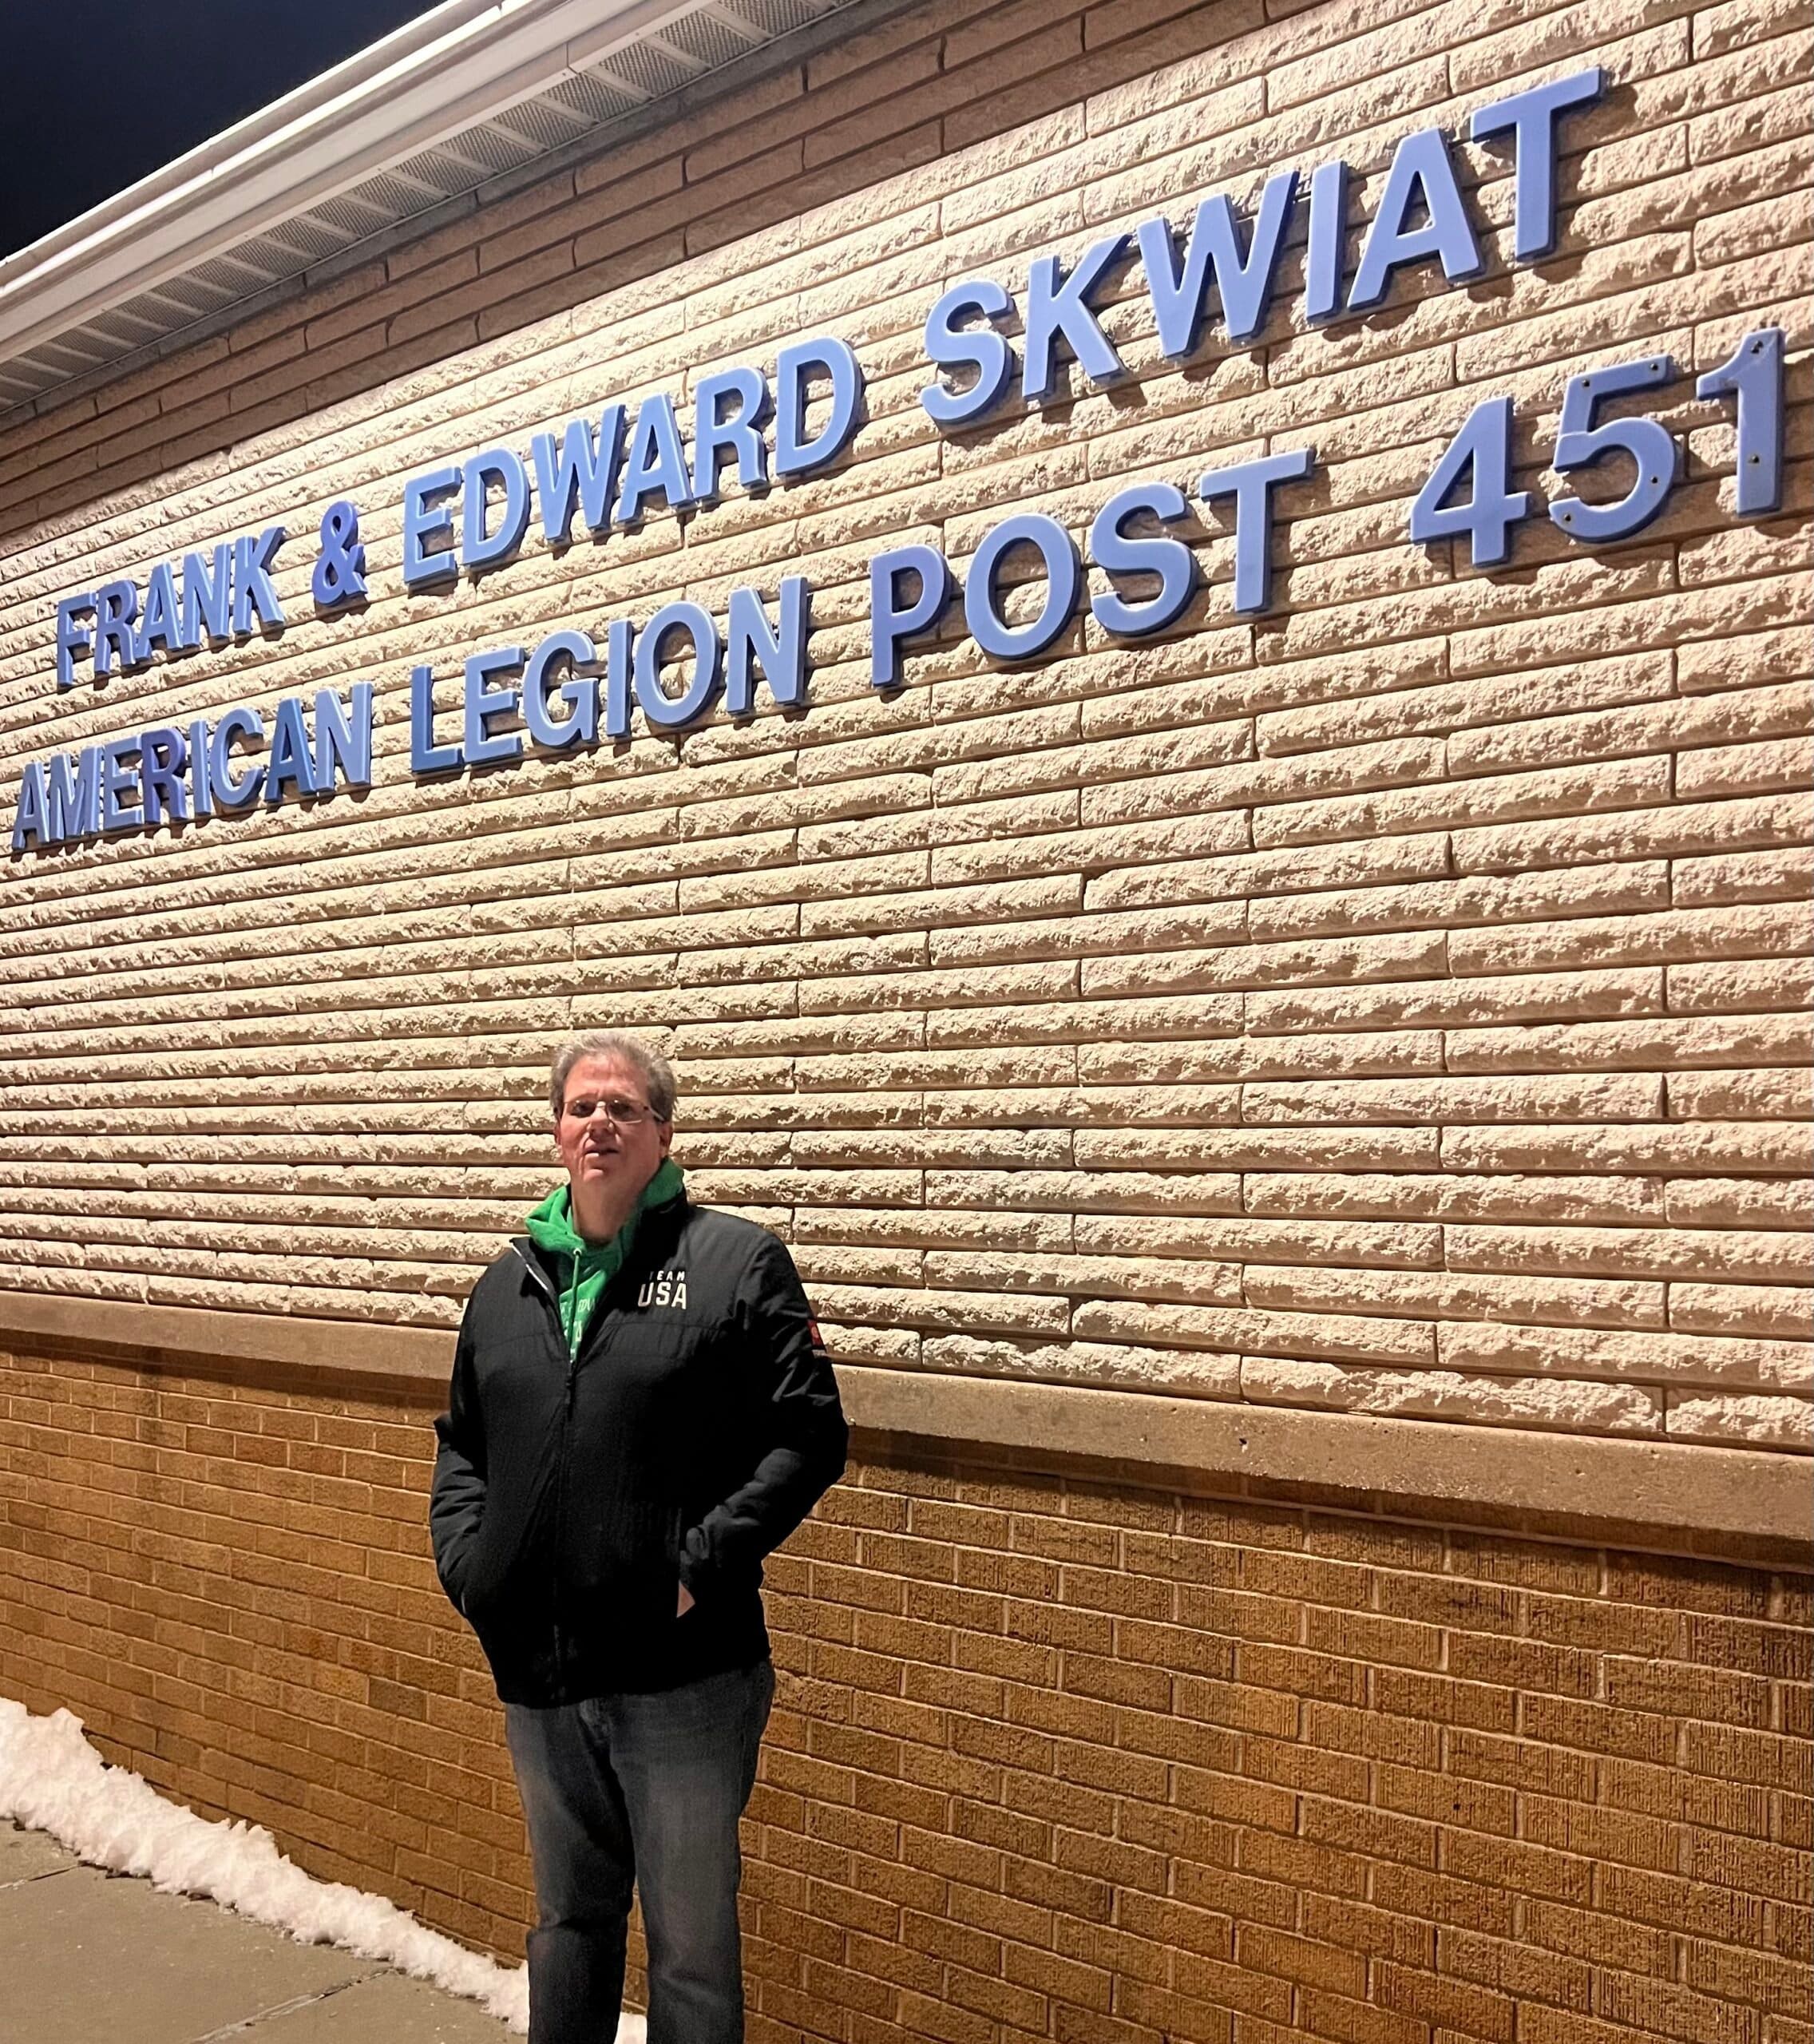 FRANK & EDWARD SKWIAT
AMERICAN LEGION POST 451
TEAM
USA